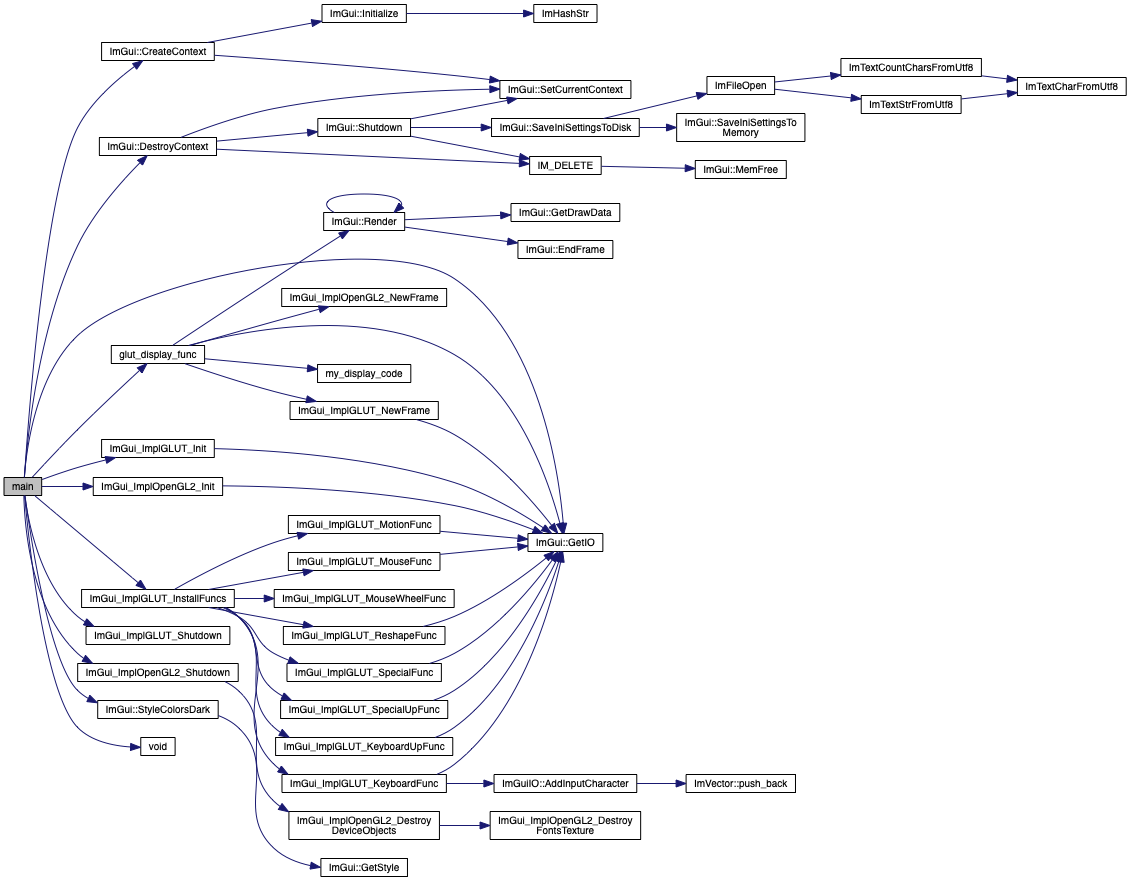 ImGui::Initialize
ImHashStr
ImGui::CreateContext
ImTextCountCharsFromUtf8
ImFileOpen
ImTextCharFromUtf8
ImGui::SetCurrentContext
ImTextStrFromUtf8
ImGui::Shutdown
ImGui::SaveIniSettingsToDisk
ImGui::SaveIniSettingsTo
Memory
ImGui::DestroyContext
IM_DELETE
ImGui::MemFree
ImGui::Render
ImGui::GetDrawData
ImGui::EndFrame
ImGui_ImplOpenGL2_NewFrame
glut_display_func
my_display_code
ImGui_ImplGLUT_NewFrame
ImGui_ImplGLUT_Init
main
ImGui_ImplOpenGL2_Init
ImGui_ImplGLUT_MotionFunc
ImGui::GetIO
ImGui_ImplGLUT_MouseFunc
ImGui_ImplGLUT_InstallFuncs
ImGui_ImplGLUT_MouseWheelFunc
ImGui_ImplGLUT_Shutdown
ImGui_ImplGLUT_ReshapeFunc
ImGui_ImplOpenGL2_Shutdown
ImGui_ImplGLUT_SpecialFunc
ImGui::StyleColorsDark
ImGui_ImplGLUT_SpecialUpFunc
void
ImGui_ImplGLUT_KeyboardUpFunc
ImGui_ImplGLUT_KeyboardFunc
ImGuiIO::AddInputCharacter
ImVector::push_back
ImGui_ImplOpenGL2_Destroy
DeviceObjects
ImGui_ImplOpenGL2_Destroy
FontsTexture
ImGui::GetStyle